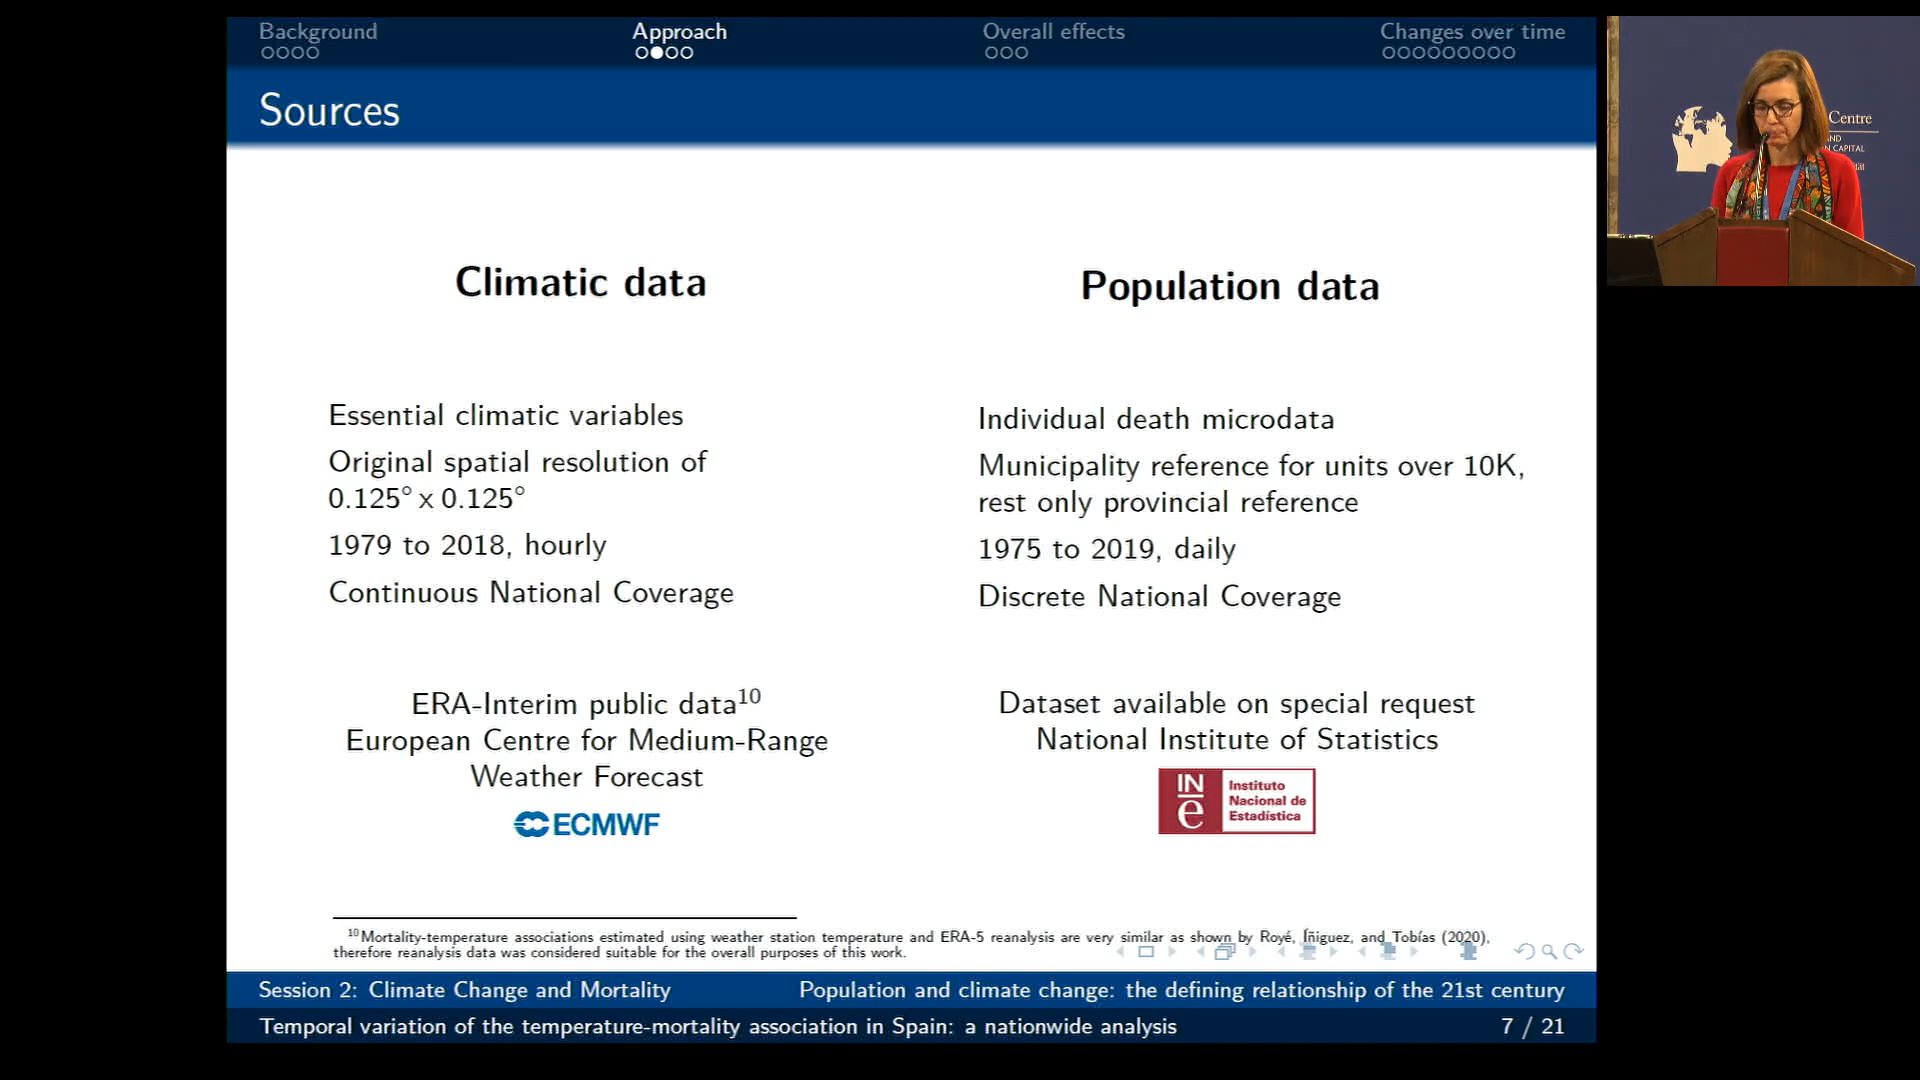 Background
Approach
Overall effects
Changes over time
Sources
Climatic data
Essential climatic variables
Original spatial resolution of
0.125° x 0.125°
1979 to 2018, hourly
Continuous National Coverage
ERA-Interim public data10
European Centre for Medium-Range
Weather Forecast
ECMWF
Population data
Individual death microdata
Municipality reference for units over 10K,
rest only provincial reference
1975 to 2019, daily
Discrete National Coverage
Dataset available on special request
National Institute of Statistics
INe
Instituto
Nacional de
Estadística
10Mortality-temperature associations estimated using weather station temperature and ERA-5 reanalysis are very similar as shown by Royé, Íñiguez, and Tobías (2020),
therefore reanalysis data was considered suitable for the overall purposes of this work.
Session 2: Climate Change and Mortality
Population and climate change: the defining relationship of the 21st century
Temporal variation of the temperature-mortality association in Spain: a nationwide analysis
7 / 21
Centre
AND
N CAPITAL